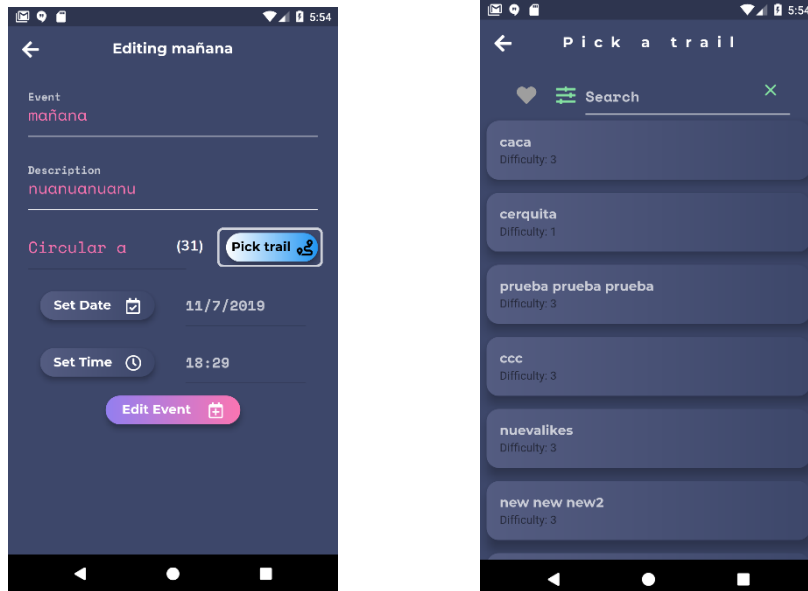 5:54
Editing mañana
Event
mañana
Description
nuanuanuanu
Circular a (31) Pick trail
Set Date 11/7/2019
Set Time 18:29
Edit Event
5:54
Pick a trail
Search
caca
Difficulty: 3
cerquita
Difficulty: 1
prueba prueba prueba
Difficulty: 3
ccc
Difficulty: 3
nuevalikes
Difficulty: 3
new new new2
Difficulty: 3